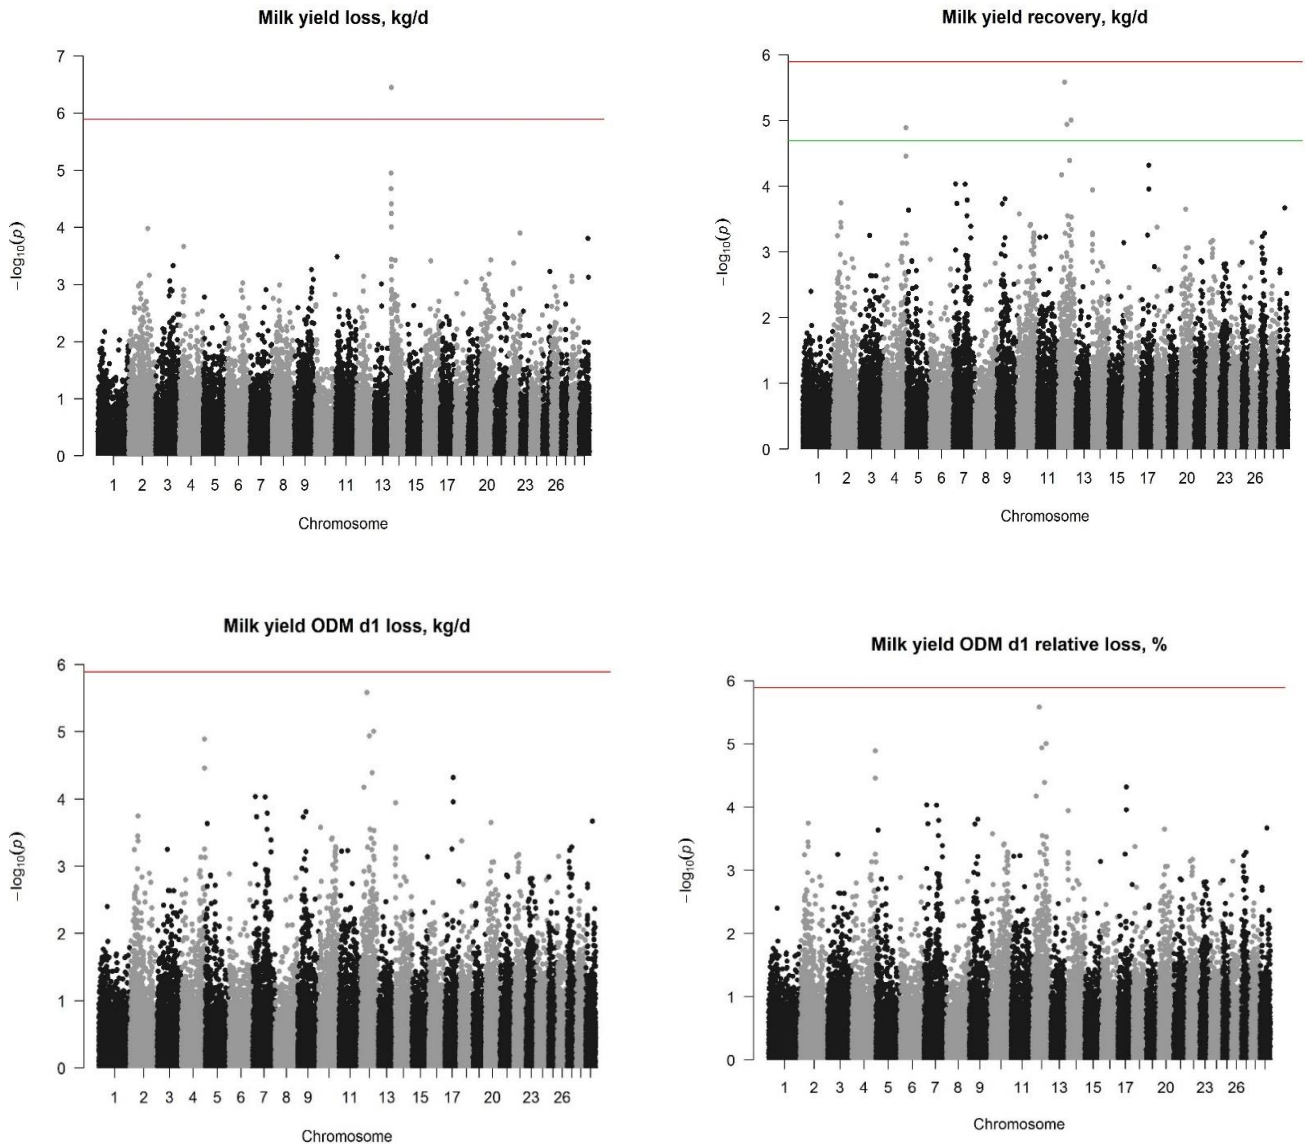 Milk yield loss, kg/d
7
6
5
4
3
2
1
0
−log10(p)
1 2 3 4 5 6 7 8 9 11 13 15 17 20 23 26
Chromosome
Milk yield recovery, kg/d
6
5
4
3
2
1
0
−log10(p)
1 2 3 4 5 6 7 8 9 11 13 15 17 20 23 26
Chromosome
Milk yield ODM d1 loss, kg/d
6
5
4
3
2
1
0
−log10(p)
1 2 3 4 5 6 7 8 9 11 13 15 17 20 23 26
Chromosome
Milk yield ODM d1 relative loss, %
6
5
4
3
2
1
0
−log10(p)
1 2 3 4 5 6 7 8 9 11 13 15 17 20 23 26
Chromosome